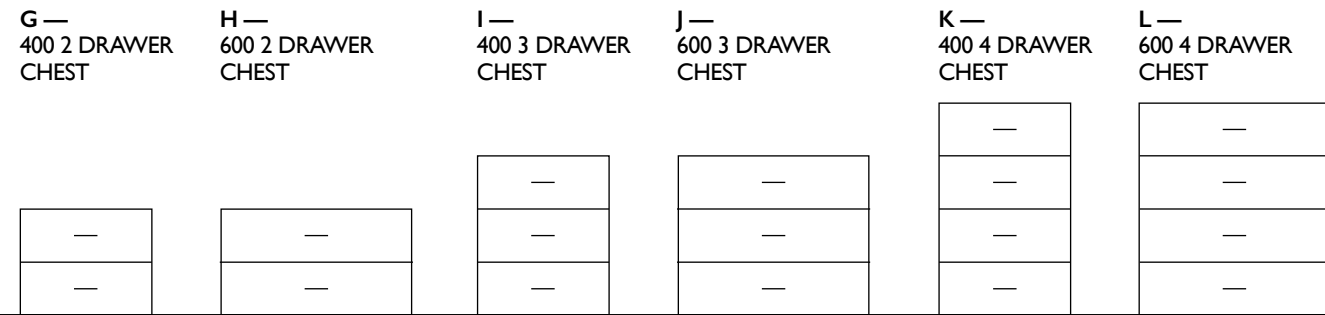 G —
400 2 DRAWER
CHEST
H —
600 2 DRAWER
CHEST
I —
400 3 DRAWER
CHEST
J —
600 3 DRAWER
CHEST
K —
400 4 DRAWER
CHEST
L —
600 4 DRAWER
CHEST